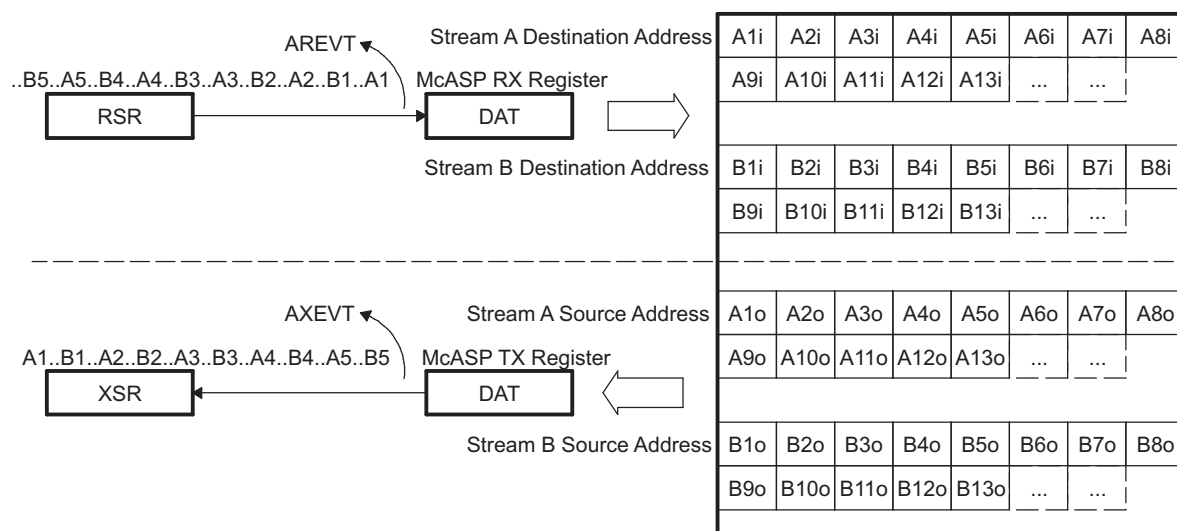 Stream A Destination Address A1i A2i A3i A4i A5i A6i A7i A8i
AREVT
..B5..A5..B4..A4..B3..A3..B2..A2..B1..A1 McASP RX Register A9i A10i A11i A12i A13i ... ...
RSR DAT
Stream B Destination Address B1i B2i B3i B4i B5i B6i B7i B8i
B9i B10i B11i B12i B13i ... ...
AXEVT Stream A Source Address A1o A2o A3o A4o A5o A6o A7o A8o
A1..B1..A2..B2..A3..B3..A4..B4..A5..B5 McASP TX Register A9o A10o A11o A12o A13o ... ...
XSR DAT
Stream B Source Address B1o B2o B3o B4o B5o B6o B7o B8o
B9o B10o B11o B12o B13o ... ...